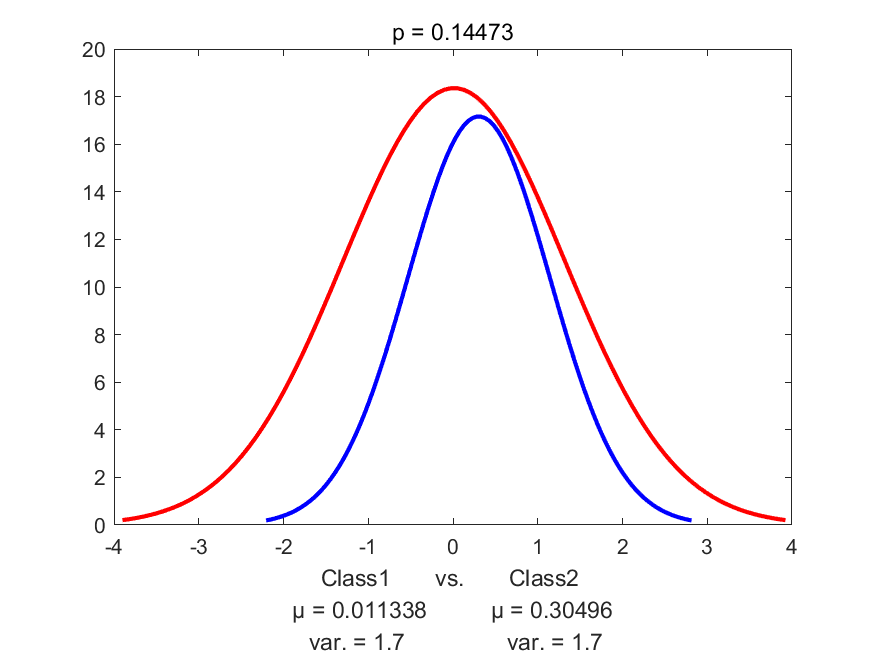 p = 0.14473
20
18
16
14
12
10
8
6
4
2
0
-4 -3 -2 -1 0 1 2 3 4
Class1 vs. Class2
μ = 0.011338 μ = 0.30496
var. = 1.7 var. = 1.7